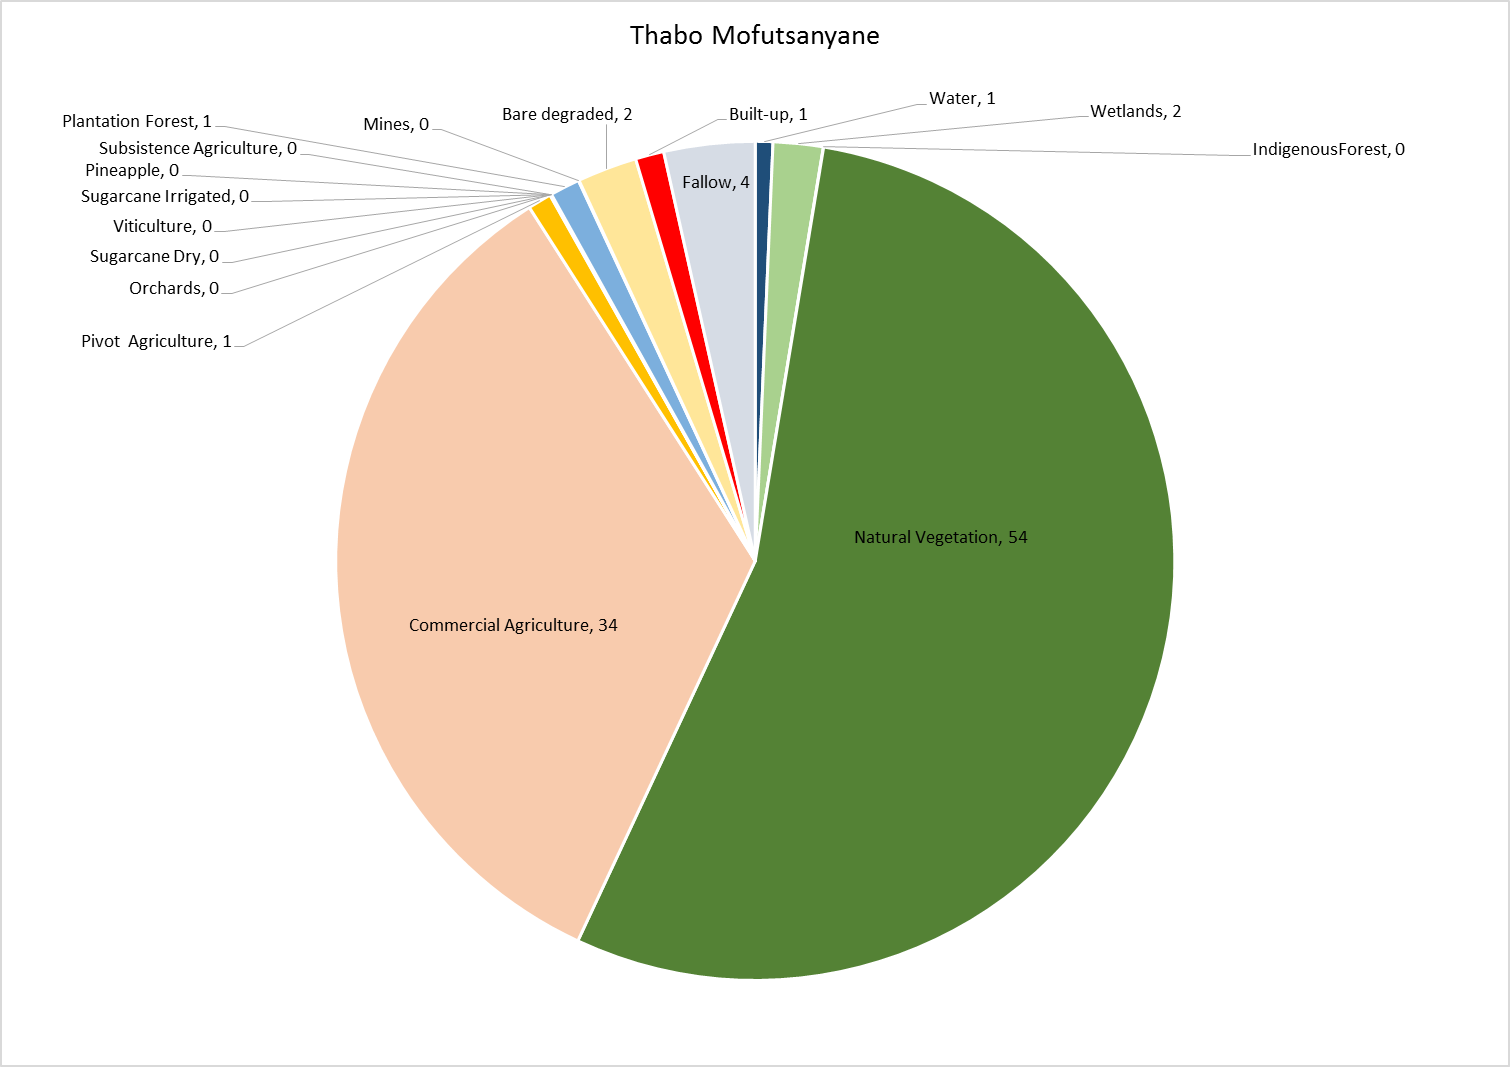 Thabo Mofutsanyane
Water, 1
Wetlands, 2
IndigenousForest, 0
Natural Vegetation, 54
Commercial Agriculture, 34
Pivot  Agriculture, 1
Orchards, 0
Sugarcane Dry, 0
Viticulture, 0
Sugarcane Irrigated, 0
Pineapple, 0
Subsistence Agriculture, 0
Plantation Forest, 1
Mines, 0
Bare degraded, 2
Built-up, 1
Fallow, 4